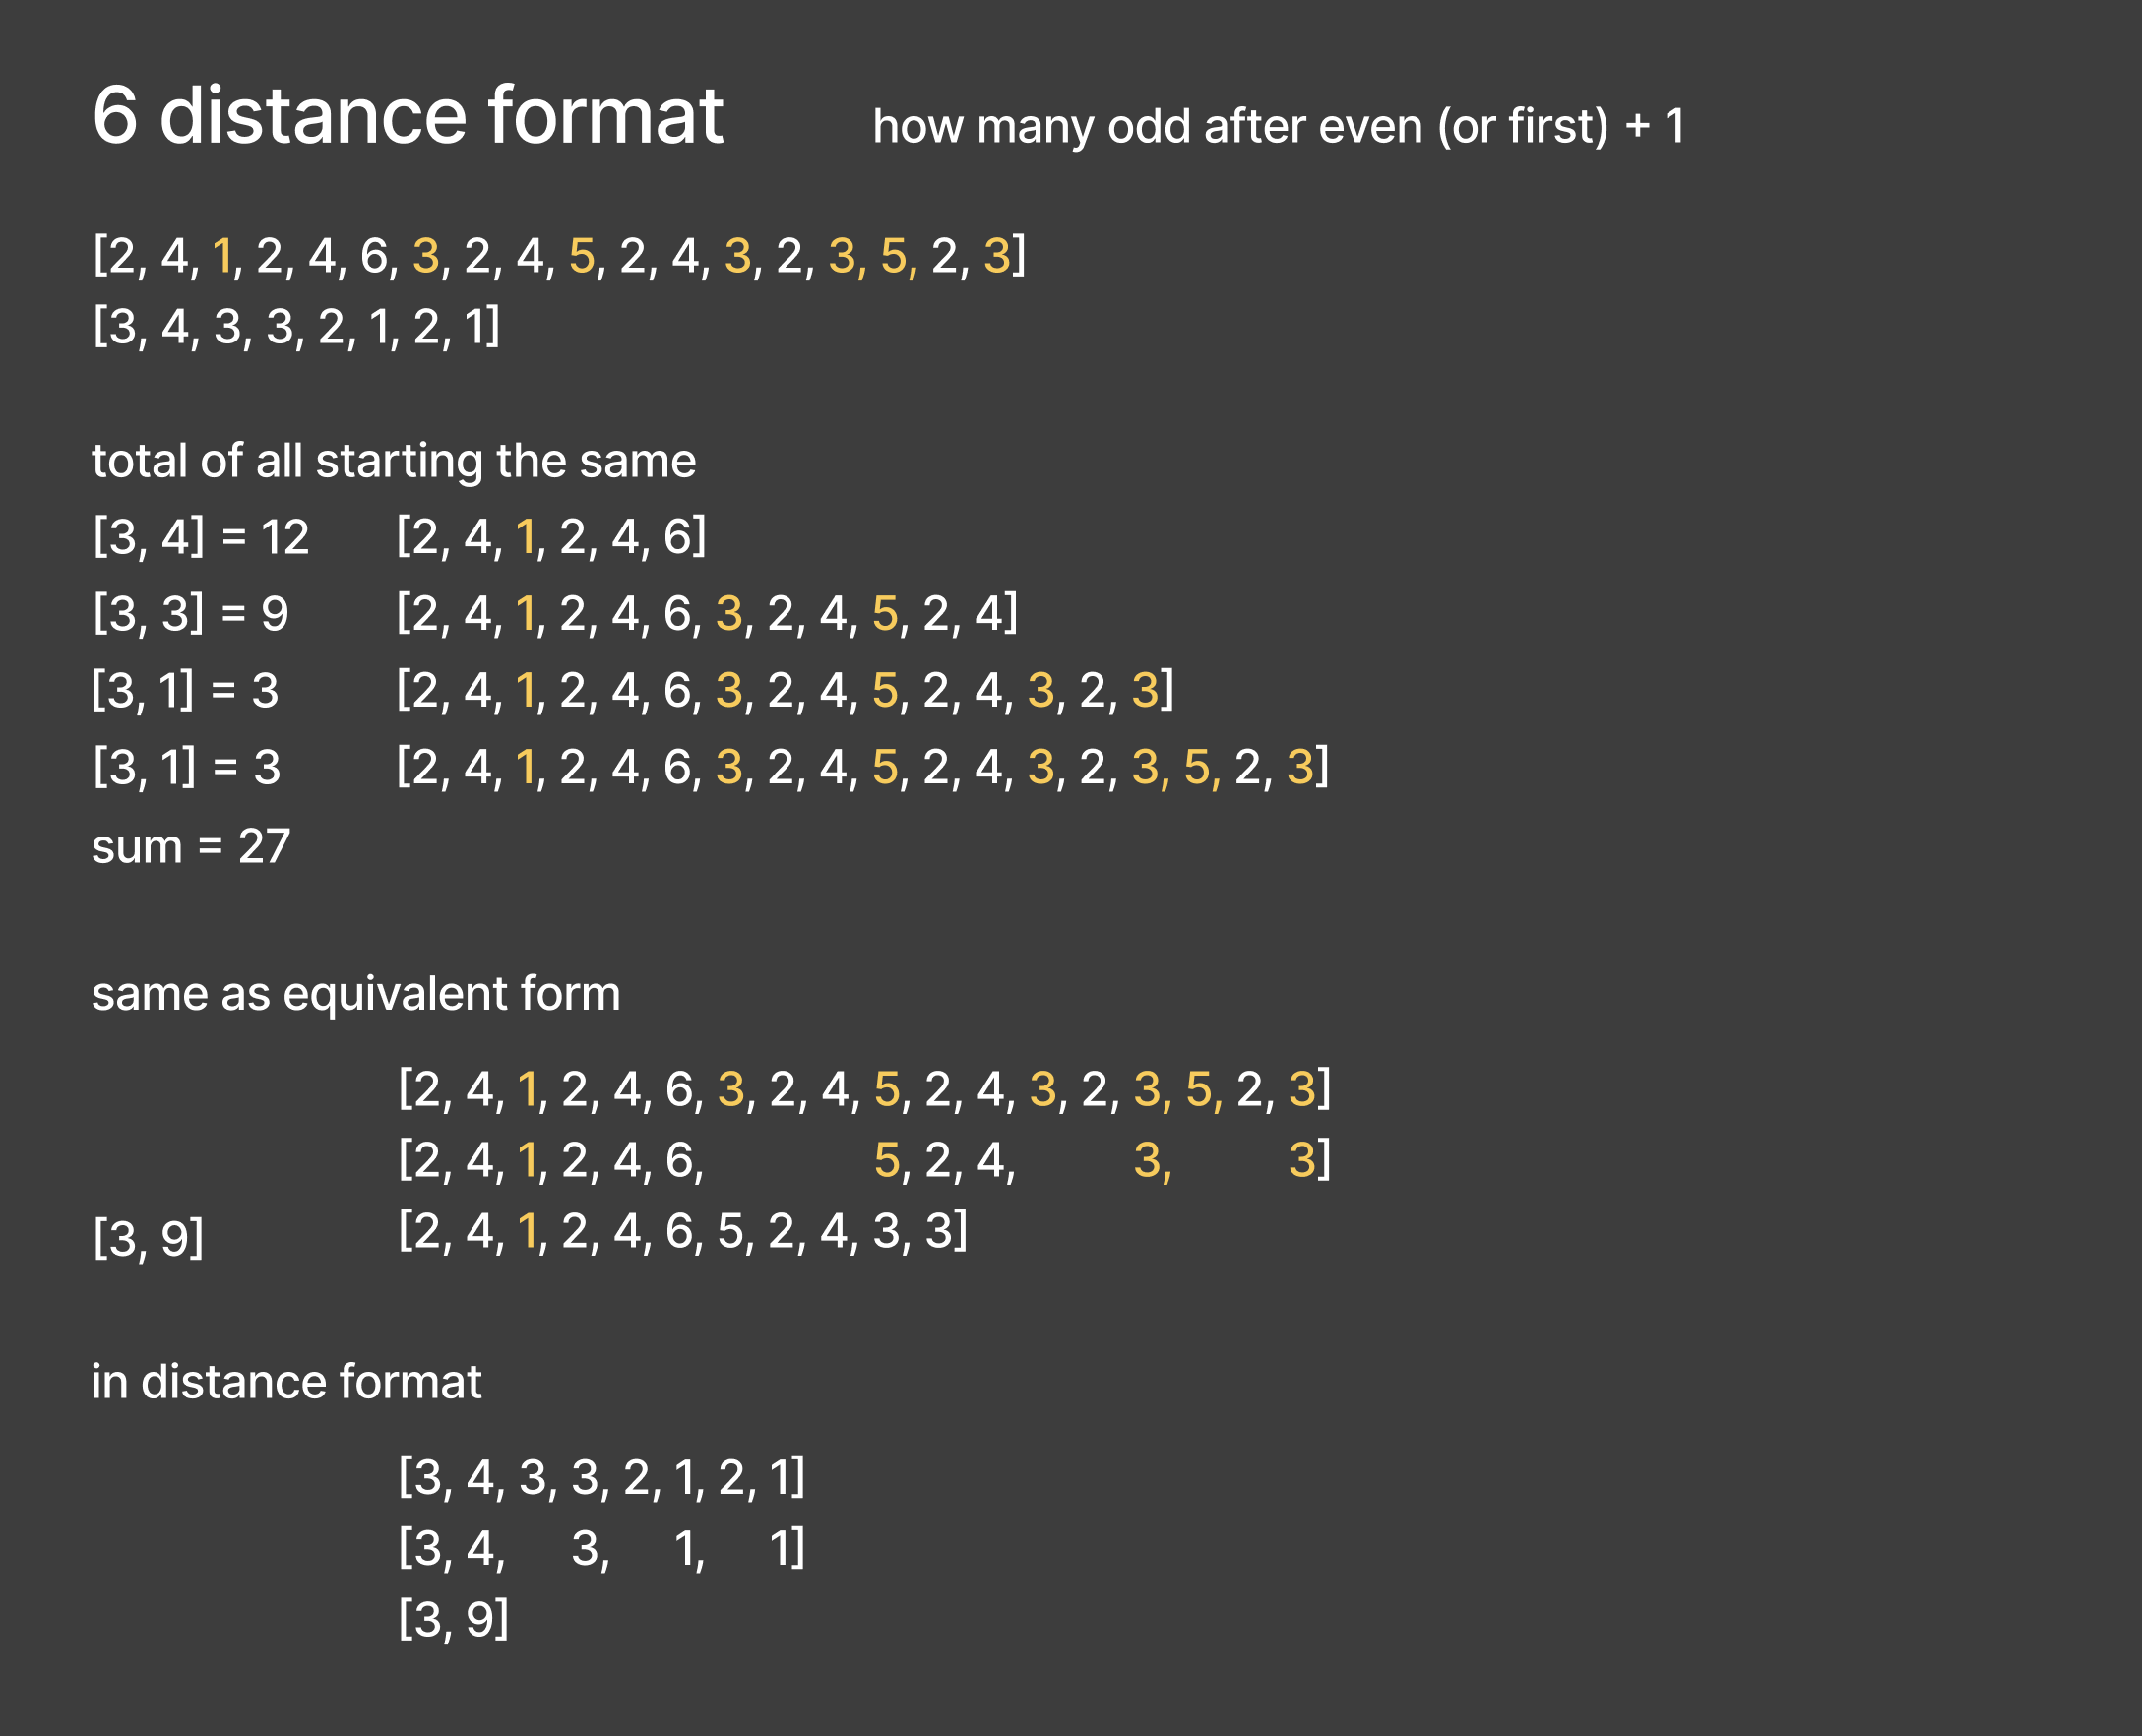 6 distance format
how many odd after even (or first) + 1
[2, 4, 1, 2, 4, 6, 3, 2, 4, 5, 2, 4, 3, 2, 3, 5, 2, 3]
[3, 4, 3, 3, 2, 1, 2, 1]
total of all starting the same
[3, 4] = 12 [2, 4, 1, 2, 4, 6]
[3, 3] = 9 [2, 4, 1, 2, 4, 6, 3, 2, 4, 5, 2, 4]
[3, 1] = 3 [2, 4, 1, 2, 4, 6, 3, 2, 4, 5, 2, 4, 3, 2, 3]
[3, 1] = 3 [2, 4, 1, 2, 4, 6, 3, 2, 4, 5, 2, 4, 3, 2, 3, 5, 2, 3]
sum = 27
same as equivalent form
[2, 4, 1, 2, 4, 6, 3, 2, 4, 5, 2, 4, 3, 2, 3, 5, 2, 3]
[2, 4, 1, 2, 4, 6, 5, 2, 4, 3, 3]
[3, 9] [2, 4, 1, 2, 4, 6, 5, 2, 4, 3, 3]
in distance format
[3, 4, 3, 3, 2, 1, 2, 1]
[3, 4, 3, 1, 1]
[3, 9]